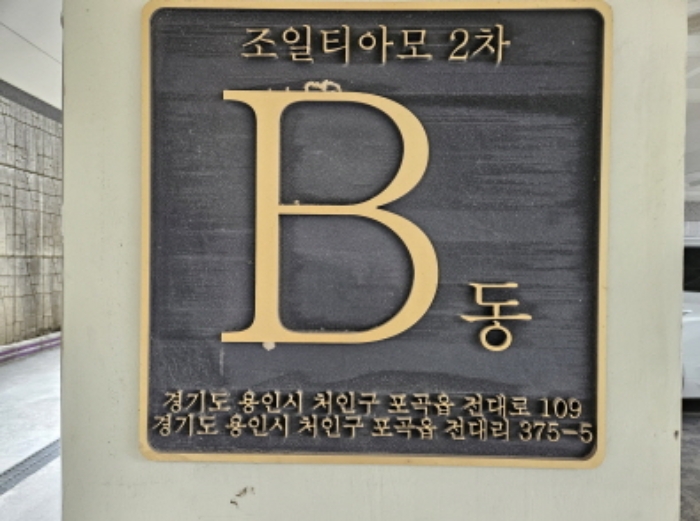 조일티아모 2차
B동
경기도 용인시 처인구 포곡읍 전대로 109
경기도 용인시 처인구 포곡읍 전대리 375-5